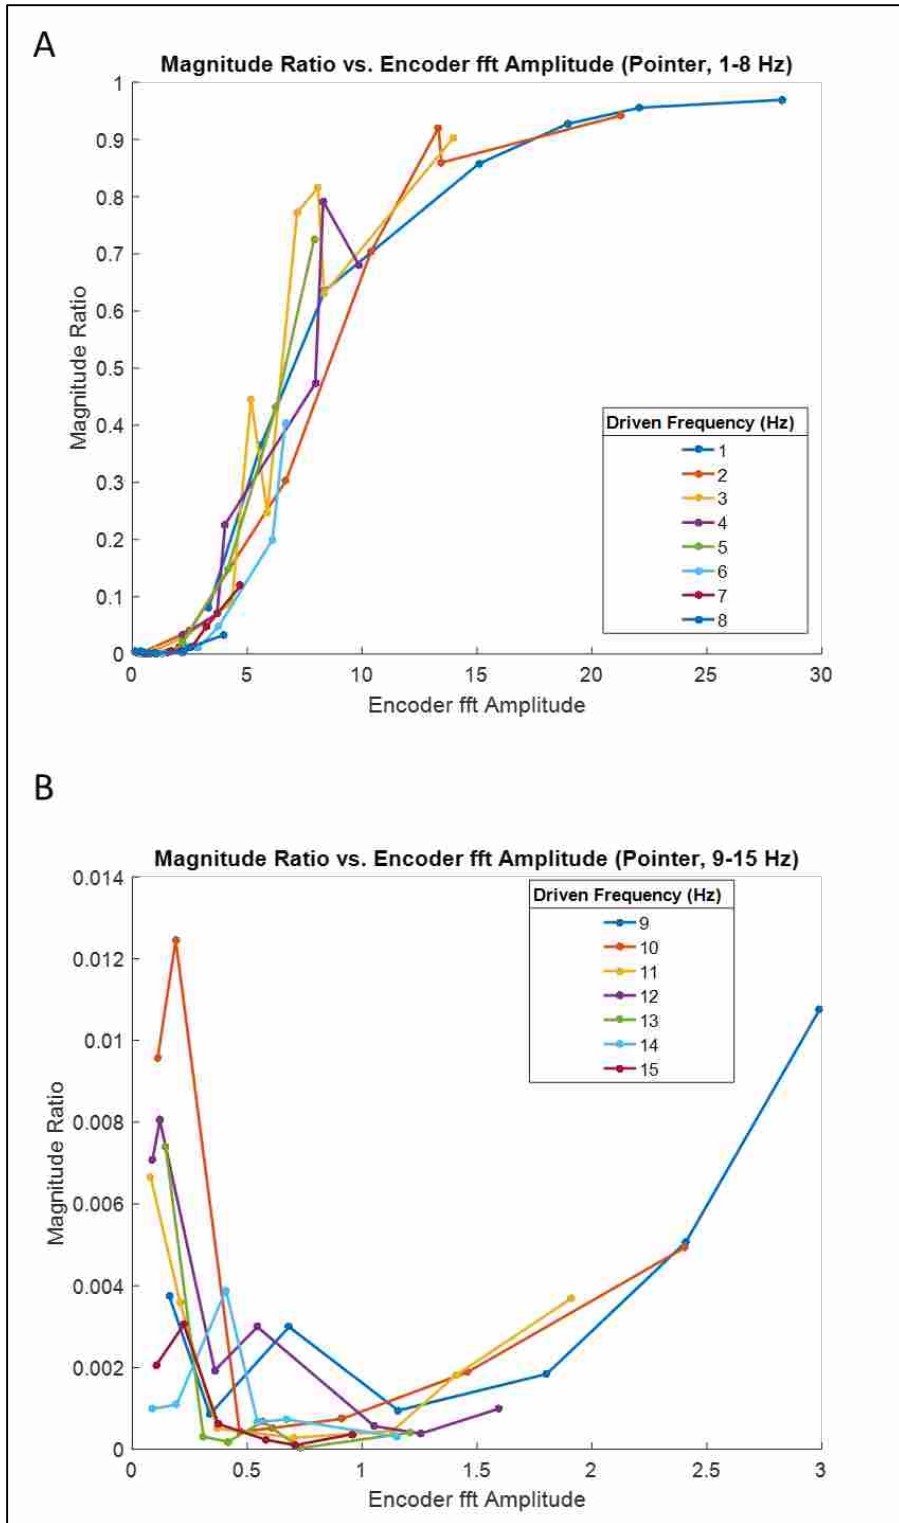 A
Magnitude Ratio vs. Encoder fft Amplitude (Pointer, 1-8 Hz)
1
0.9
0.8
0.7
0.6
0.5
0.4
0.3
0.2
0.1
0
Magnitude Ratio
Driven Frequency (Hz)
1
2
3
4
5
6
7
8
0 5 10 15 20 25 30
Encoder fft Amplitude
B
Magnitude Ratio vs. Encoder fft Amplitude (Pointer, 9-15 Hz)
0.014
0.012
0.01
0.008
0.006
0.004
0.002
0
Magnitude Ratio
Driven Frequency (Hz)
9
10
11
12
13
14
15
0 0.5 1 1.5 2 2.5 3
Encoder fft Amplitude